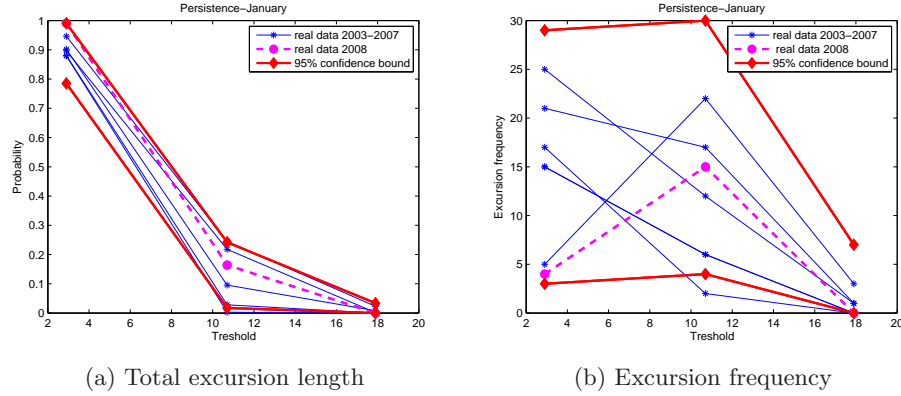 Persistence−January
1
0.9
0.8
0.7
0.6
0.5
0.4
0.3
0.2
0.1
0
Probability
2 4 6 8 10 12 14 16 18 20
Treshold
real data 2003−2007
real data 2008
95% confidence bound
(a) Total excursion length
Persistence−January
30
25
20
15
10
5
0
Excursion frequency
2 4 6 8 10 12 14 16 18 20
Treshold
real data 2003−2007
real data 2008
95% confidence bound
(b) Excursion frequency